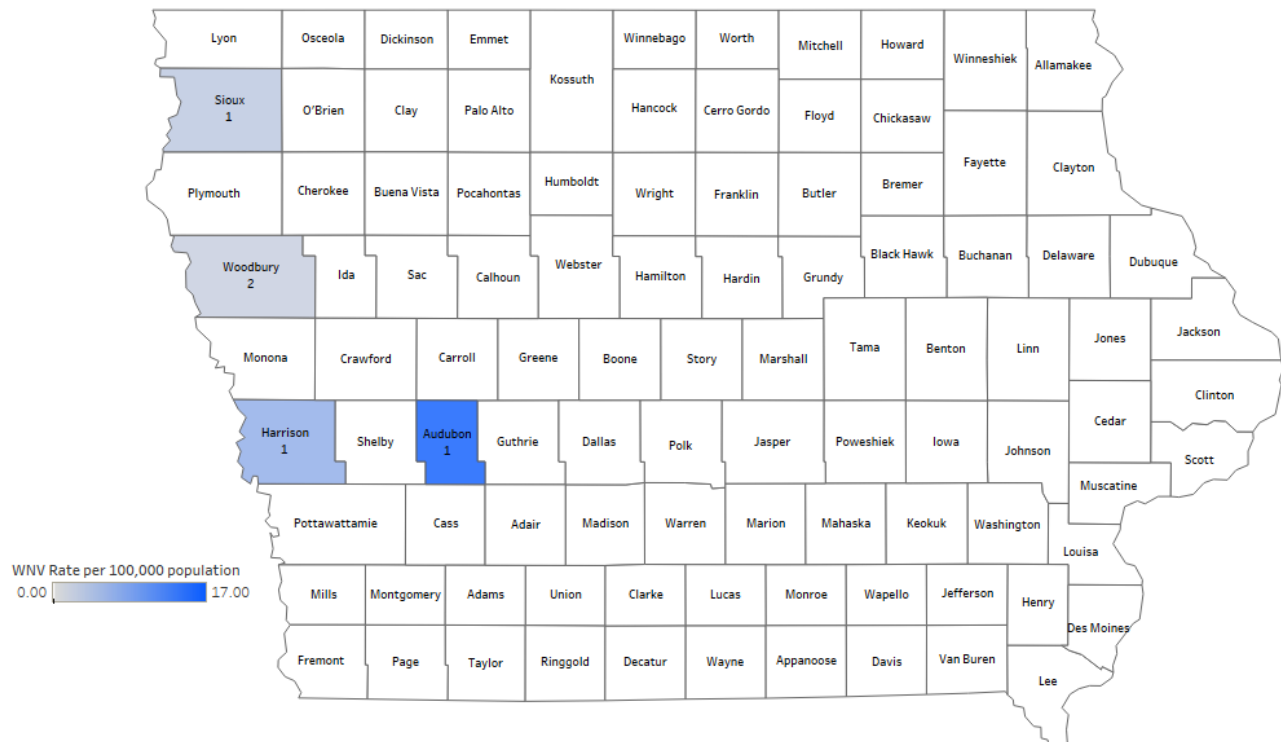 Lyon
Osceola
Dickinson
Emmet
Kossuth
Winnebago
Worth
Mitchell
Howard
Winneshiek
Allamakee
Sioux
1
O'Brien
Clay
Palo Alto
Hancock
Cerro Gordo
Floyd
Chickasaw
Fayette
Clayton
Plymouth
Cherokee
Buena Vista
Pocahontas
Humboldt
Wright
Franklin
Butler
Bremer
Woodbury
2
Ida
Sac
Calhoun
Webster
Hamilton
Hardin
Grundy
Black Hawk
Buchanan
Delaware
Dubuque
Monona
Crawford
Carroll
Greene
Boone
Story
Marshall
Tama
Benton
Linn
Jones
Jackson
Clinton
Harrison
1
Shelby
Audubon
1
Guthrie
Dallas
Polk
Jasper
Poweshiek
Iowa
Johnson
Cedar
Scott
Muscatine
Pottawattamie
Cass
Adair
Madison
Warren
Marion
Mahaska
Keokuk
Washington
Louisa
WNV Rate per 100,000 population
0.00
17.00
Mills
Montgomery
Adams
Union
Clarke
Lucas
Monroe
Wapello
Jefferson
Henry
Des Moines
Fremont
Page
Taylor
Ringgold
Decatur
Wayne
Appanoose
Davis
Van Buren
Lee